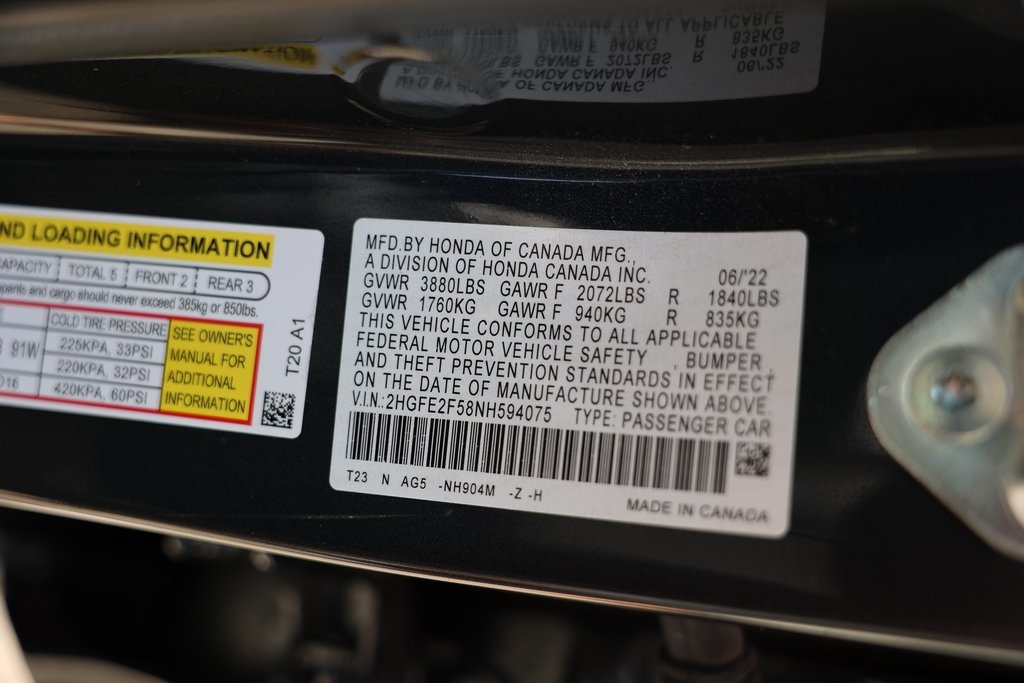 ND LOADING INFORMATION
APACITY TOTAL 5 FRONT 2 REAR 3
pants and cargo should never exceed 385kg or 850lbs.
COLD TIRE PRESSURE
91W 225KPA, 33PSI
220KPA, 32PSI
420KPA, 60PSI
SEE OWNER'S
MANUAL FOR
ADDITIONAL
INFORMATION
T20 A1
MFD.BY HONDA OF CANADA MFG.,
A DIVISION OF HONDA CANADA INC. 06/'22
GVWR 3880LBS GAWR F 2072LBS R 1840LBS
GVWR 1760KG GAWR F 940KG R 835KG
THIS VEHICLE CONFORMS TO ALL APPLICABLE
FEDERAL MOTOR VEHICLE SAFETY , BUMPER,
AND THEFT PREVENTION STANDARDS IN EFFECT
ON THE DATE OF MANUFACTURE SHOWN ABOVE.
V.I.N.:2HGFE2F58NH594075 TYPE: PASSENGER CAR
T23 N AG5 -NH904M -Z -H
MADE IN CANADA